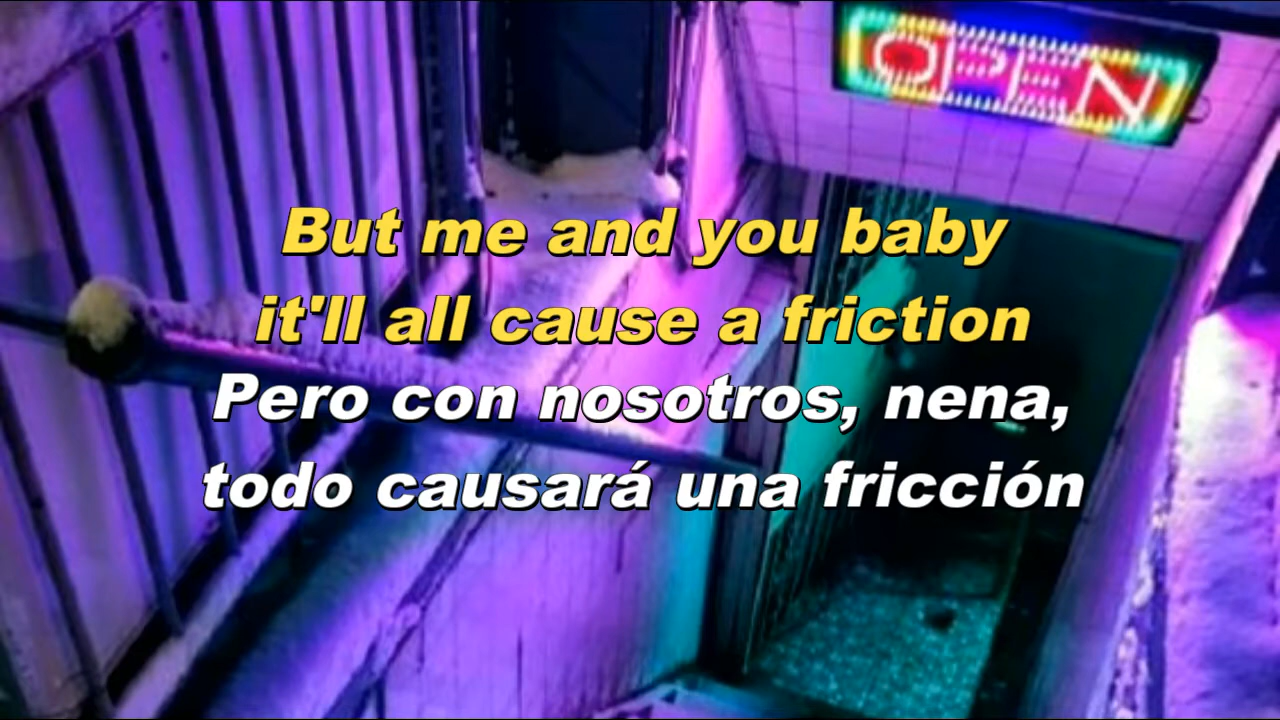 OPEN
But me and you baby
it'll all cause a friction
Pero con nosotros, nena,
todo causará una fricción